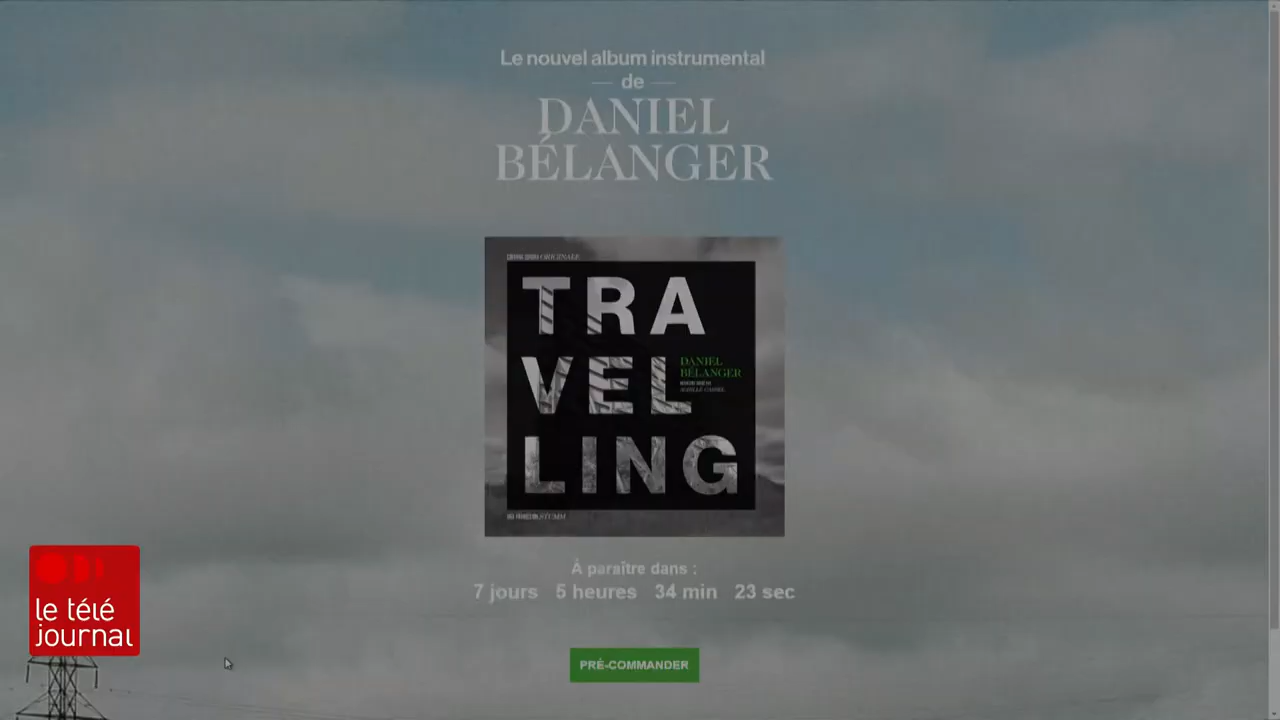 Le nouvel album instrumental
de
DANIEL
BÉLANGER
ORIGINALE
TRA
VEL
DANIEL
BÉLANGER
LING
À paraître dans :
7 jours 5 heures 34 min 23 sec
le télé
journal
PRÉ-COMMANDER